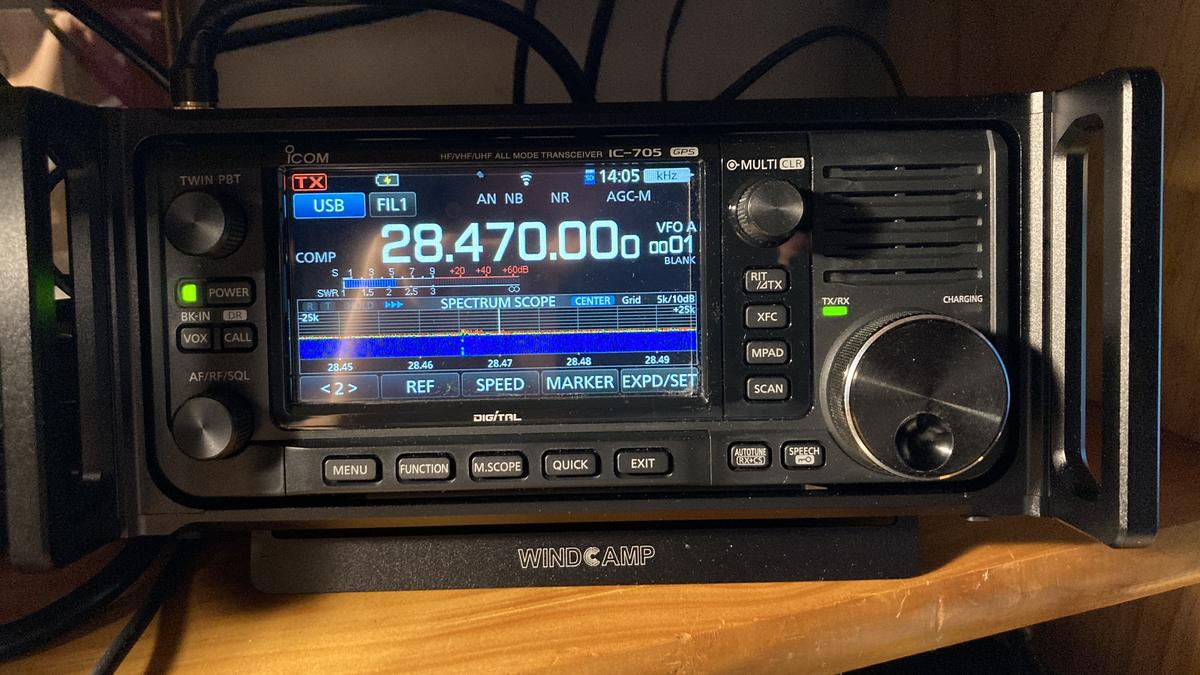 ICOM
HF/VHF/UHF ALL MODE TRANSCEIVER IC-705 GPS
TWIN PBT
TX 14:05 kHz
USB FIL1 AN NB NR AGC-M
28.470.000 VFO A
0001
BLANK
COMP
S 1 3 5 7 9 +20 +40 +60dB
SWR 1 1.5 2 2.5 3 ∞
SPECTRUM SCOPE CENTER Grid 5k/10dB
-25k +25k
28.45 28.46 28.47 28.48 28.49
<2> REF SPEED MARKER EXPD/SET
DIGITAL
POWER
BK-IN DR
VOX CALL
AF/RF/SQL
MENU FUNCTION M.SCOPE QUICK EXIT
MULTI CLR
RIT
/⊿TX
XFC
MPAD
SCAN
TX/RX CHARGING
AUTOTUNE
RX→CS
SPEECH
WINDCAMP